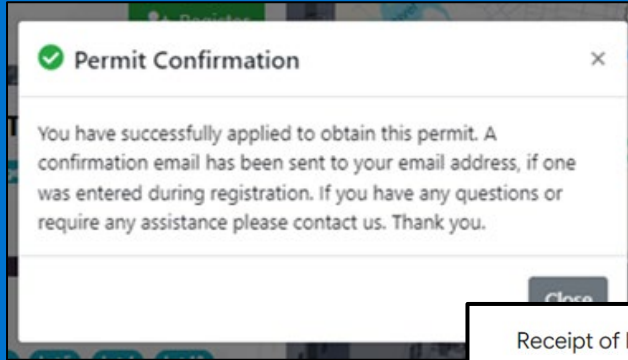 Register
Permit Confirmation
×
You have successfully applied to obtain this permit. A
confirmation email has been sent to your email address, if one
was entered during registration. If you have any questions or
require any assistance please contact us. Thank you.
Close
Receipt of